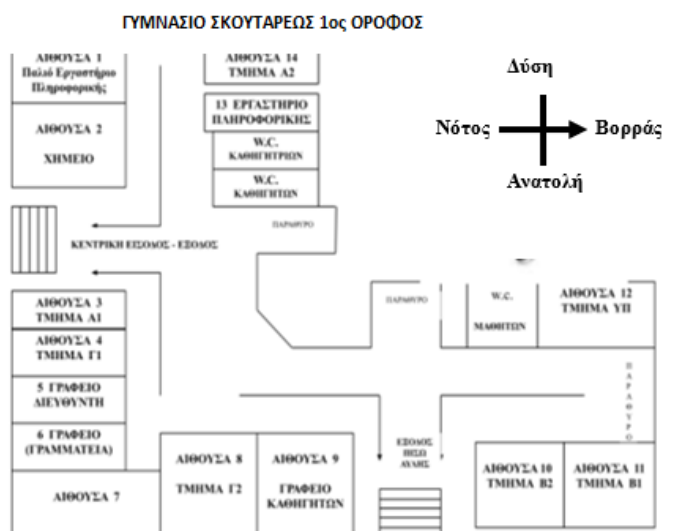 ΓΥΜΝΑΣΙΟ ΣΚΟΥΤΑΡΕΩΣ 1ος ΟΡΟΦΟΣ
ΑΙΘΟΥΣΑ 1
Παλιό Εργαστήριο
Πληροφορικής
ΑΙΘΟΥΣΑ 2
ΧΗΜΕΙΟ
ΑΙΘΟΥΣΑ 14
ΤΜΗΜΑ Α2
13 ΕΡΓΑΣΤΗΡΙΟ
ΠΛΗΡΟΦΟΡΙΚΗΣ
W.C.
ΚΑΘΗΓΗΤΡΙΩΝ
W.C.
ΚΑΘΗΓΗΤΩΝ
ΠΑΡΑΘΥΡΟ
Δύση
Νότος
Βορράς
Ανατολή
ΚΕΝΤΡΙΚΗ ΕΙΣΟΔΟΣ - ΕΞΟΔΟΣ
ΑΙΘΟΥΣΑ 3
ΤΜΗΜΑ Α1
ΑΙΘΟΥΣΑ 4
ΤΜΗΜΑ Γ1
5 ΓΡΑΦΕΙΟ
ΔΙΕΥΘΥΝΤΗ
6 ΓΡΑΦΕΙΟ
(ΓΡΑΜΜΑΤΕΙΑ)
ΑΙΘΟΥΣΑ 7
ΑΙΘΟΥΣΑ 8
ΤΜΗΜΑ Γ2
ΑΙΘΟΥΣΑ 9
ΓΡΑΦΕΙΟ
ΚΑΘΗΓΗΤΩΝ
ΠΑΡΑΘΥΡΟ
W.C.
ΜΑΘΗΤΩΝ
ΑΙΘΟΥΣΑ 12
ΤΜΗΜΑ ΥΠ
ΠΑΡΑΘΥΡΟ
ΕΞΟΔΟΣ
ΠΙΣΩ
ΑΥΛΗΣ
ΑΙΘΟΥΣΑ 10
ΤΜΗΜΑ Β2
ΑΙΘΟΥΣΑ 11
ΤΜΗΜΑ Β1